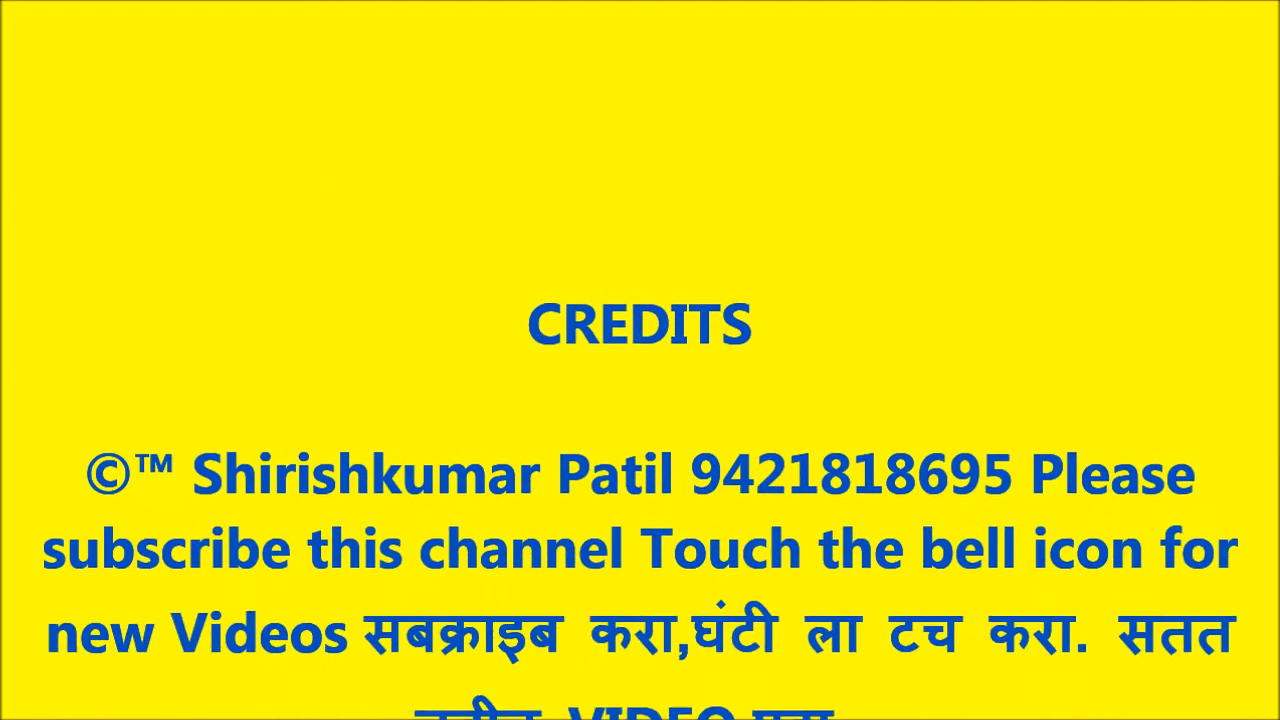 CREDITS
©™ Shirishkumar Patil 9421818695 Please
subscribe this channel Touch the bell icon for
new Videos सबक्राइब करा,घंटी ला टच करा. सतत
VIDEO